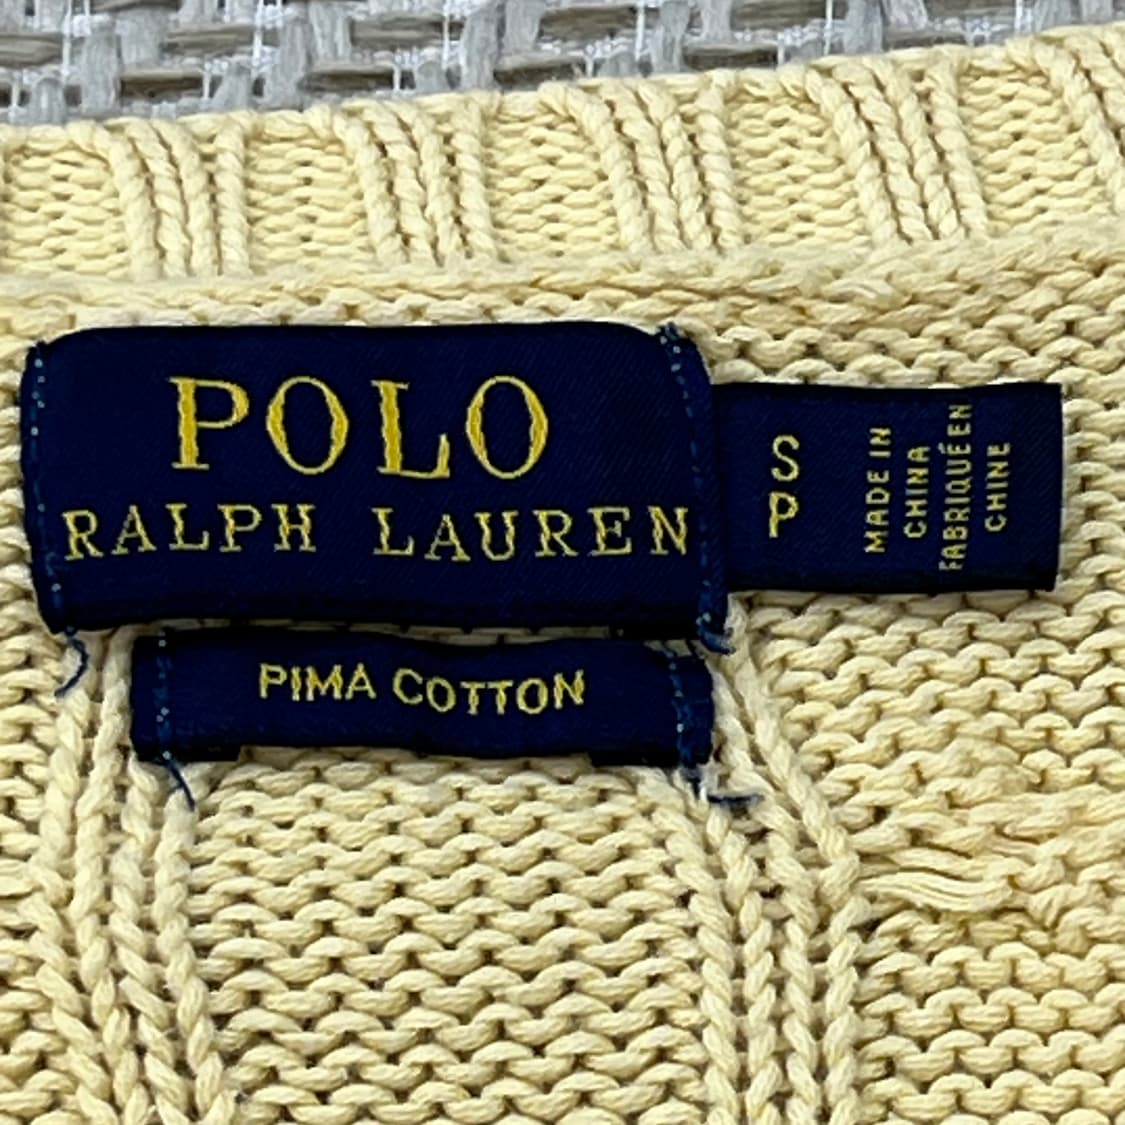 POLO
RALPH LAUREN
PIMA COTTON
S
P
MADE IN
CHINA
FABRIQUÉ EN
CHINE